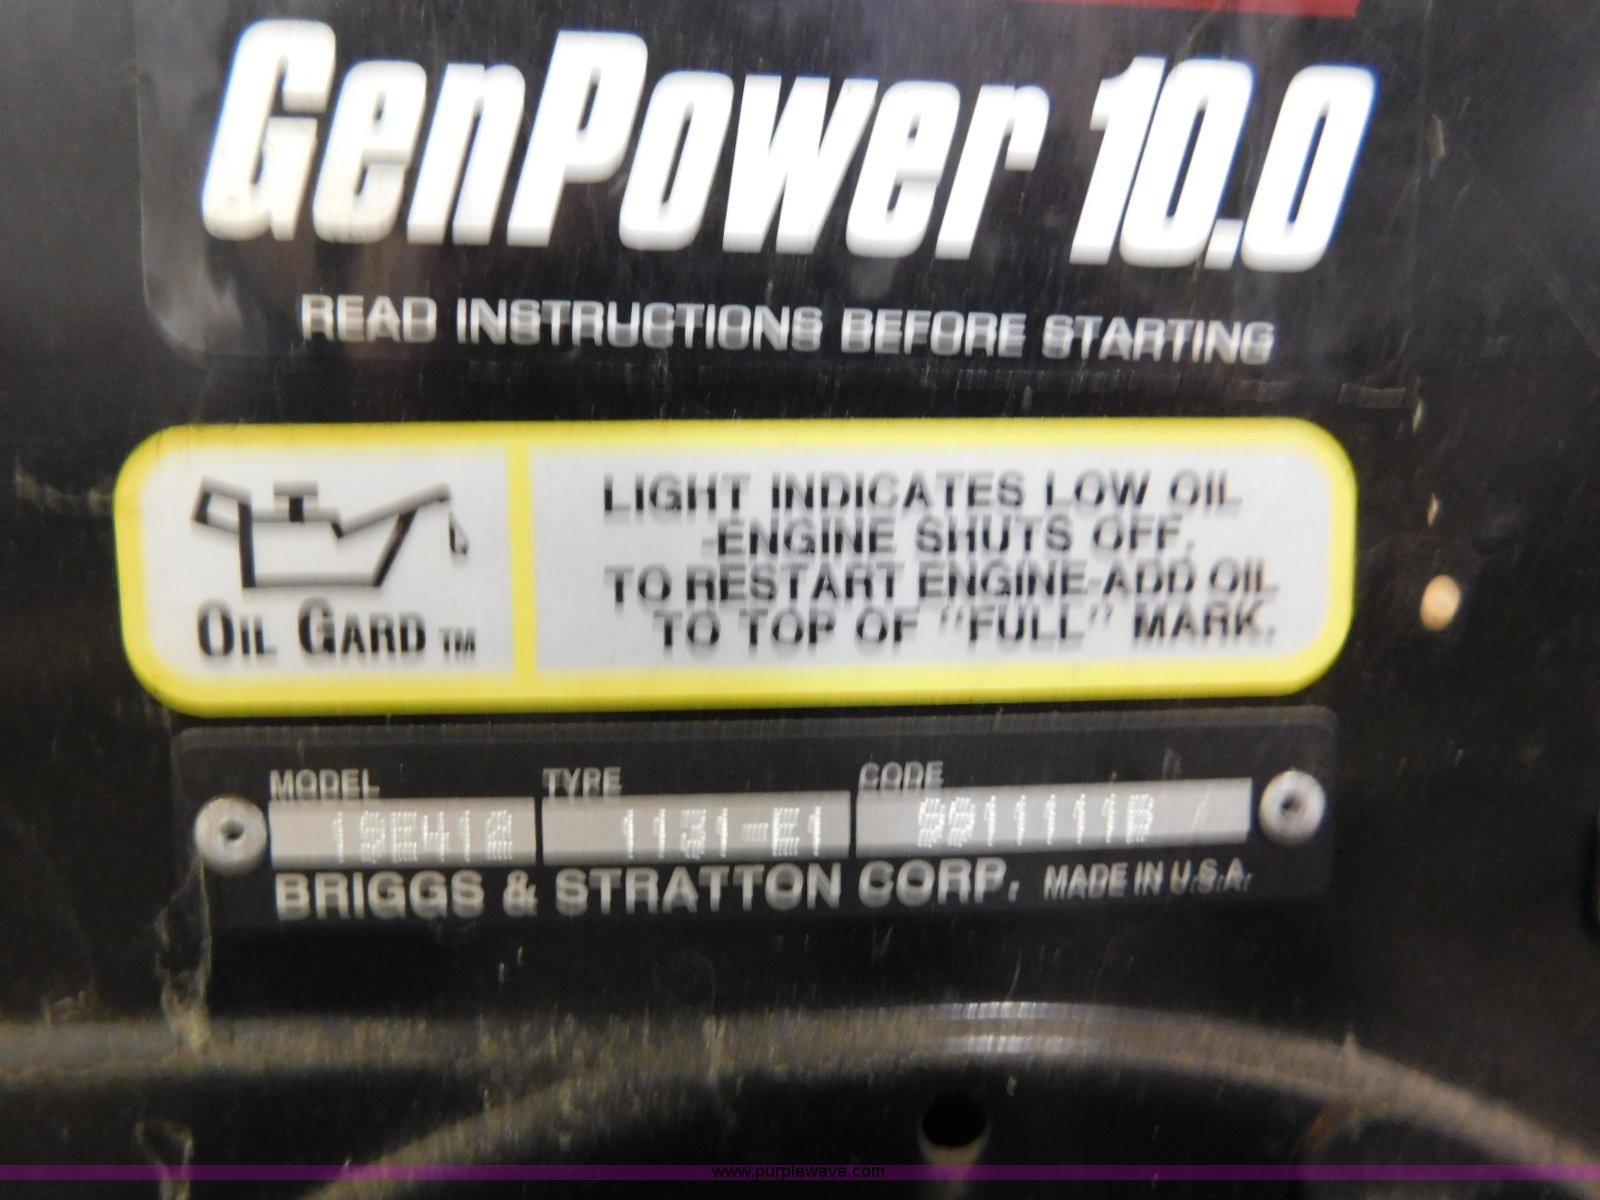 GenPower 10.0
READ INSTRUCTIONS BEFORE STARTING
LIGHT INDICATES LOW OIL
-ENGINE SHUTS OFF.
TO RESTART ENGINE-ADD OIL
TO TOP OF "FULL" MARK.
OIL GARD TM
MODEL TYPE CODE
1131-E1
BRIGGS & STRATTON CORP. MADE IN U.S.A.
www.purplewave.com